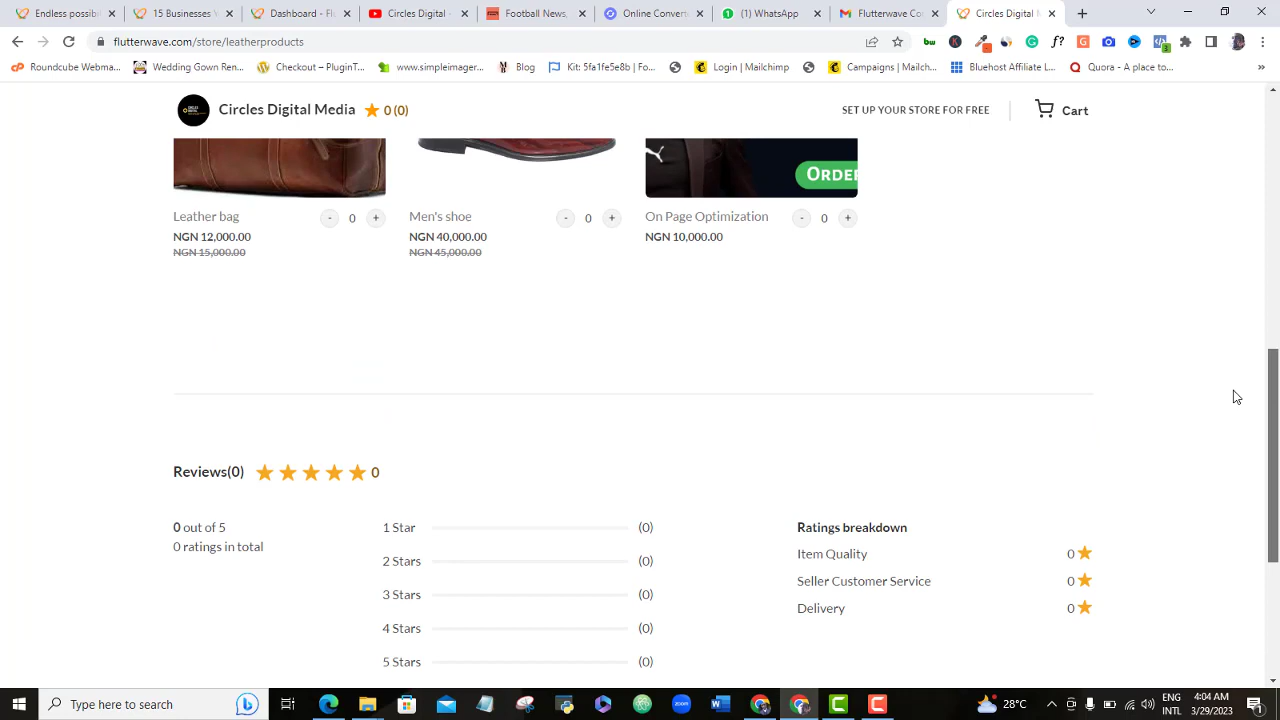 Endless possib
15 Businesses Y
Dashboard - FL
Circles Digital -
Football News,
Online Converte
(1) WhatsApp
Flutterwave Co
Circles Digital M
flutterwave.com/store/leatherproducts
Roundcube Webma...
Wedding Gown Ren...
Checkout – PluginT...
www.simpleimager...
Blog
Kit: 5fa1fe5e8b | Fo...
Login | Mailchimp
Campaigns | Mailch...
Bluehost Affiliate L...
Quora - A place to...
Circles Digital Media
0 (0)
SET UP YOUR STORE FOR FREE
Cart
ORDER
Leather bag
- 0 +
Men's shoe
- 0 +
On Page Optimization
- 0 +
NGN 12,000.00
NGN 40,000.00
NGN 10,000.00
NGN 15,000.00
NGN 45,000.00
Reviews(0)
0
0 out of 5
0 ratings in total
1 Star
(0)
2 Stars
(0)
3 Stars
(0)
4 Stars
(0)
5 Stars
(0)
Ratings breakdown
Item Quality
0
Seller Customer Service
0
Delivery
0
Type here to search
28°C
ENG
INTL
4:04 AM
3/29/2023